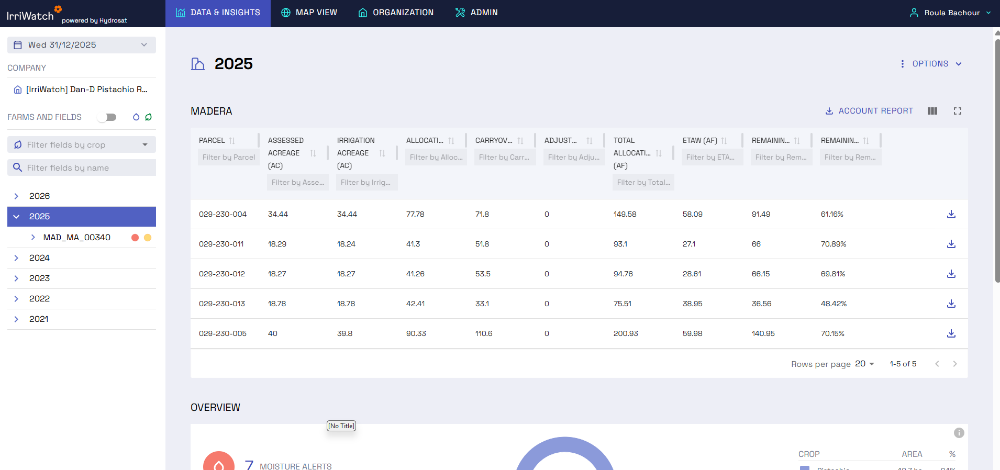 IrriWatch powered by Hydrosat
DATA & INSIGHTS MAP VIEW ORGANIZATION ADMIN Roula Bachour
Wed 31/12/2025
COMPANY
[IrriWatch] Dan-D Pistachio R...
FARMS AND FIELDS
Filter fields by crop
Filter fields by name
2026
2025
MAD_MA_00340
2024
2023
2022
2021
2025
OPTIONS
MADERA
ACCOUNT REPORT
PARCEL ASSESSED ACREAGE (AC) IRRIGATION ACREAGE (AC) ALLOCATI... CARRYOV... ADJUST... TOTAL ALLOCATI... (AF) ETAW (AF) REMAININ... REMAININ...
Filter by Parcel Filter by Asse... Filter by Irrig... Filter by Alloc... Filter by Carr... Filter by Adju... Filter by Total... Filter by ETA... Filter by Rem... Filter by Rem...
029-230-004 34.44 34.44 77.78 71.8 0 149.58 58.09 91.49 61.16%
029-230-011 18.29 18.24 41.3 51.8 0 93.1 27.1 66 70.89%
029-230-012 18.27 18.27 41.26 53.5 0 94.76 28.61 66.15 69.81%
029-230-013 18.78 18.78 42.41 33.1 0 75.51 38.95 36.56 48.42%
029-230-005 40 39.8 90.33 110.6 0 200.93 59.98 140.95 70.15%
Rows per page 20 1-5 of 5
OVERVIEW
[No Title]
7 MOISTURE ALERTS
CROP AREA %
Pistachio